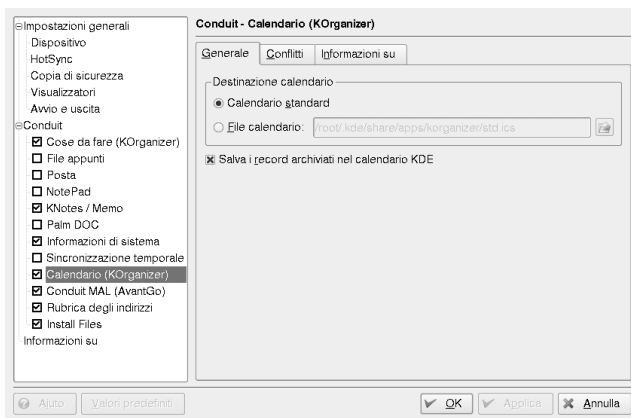 Impostazioni generali
Dispositivo
HotSync
Copia di sicurezza
Visualizzatori
Avvio e uscita
Conduit
Cose da fare (KOrganizer)
File appunti
Posta
NotePad
KNotes / Memo
Palm DOC
Informazioni di sistema
Sincronizzazione temporale
Calendario (KOrganizer)
Conduit MAL (AvantGo)
Rubrica degli indirizzi
Install Files
Informazioni su
Conduit - Calendario (KOrganizer)
Generale Conflitti Informazioni su
Destinazione calendario
Calendario standard
File calendario: /root/.kde/share/apps/korganizer/std.ics
Salva i record archiviati nel calendario KDE
Aiuto Valori predefiniti OK Applica Annulla